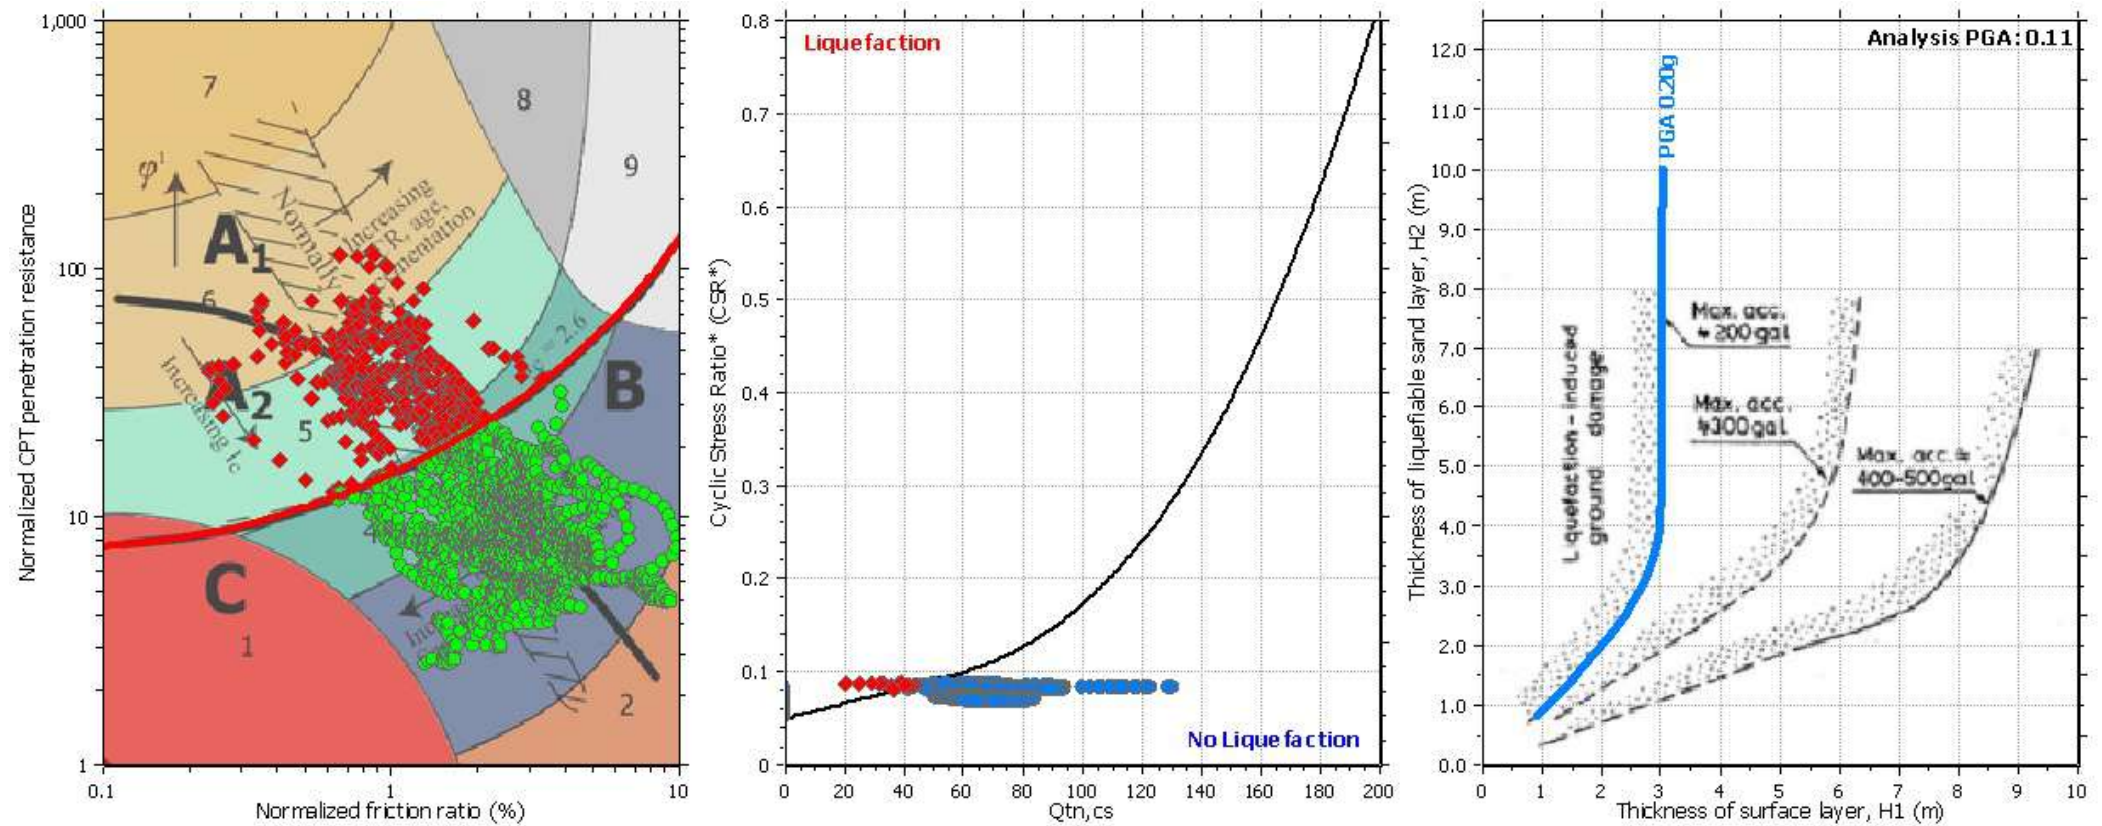 1,000
100
10
1
0.1
1
10
Normalized CPT penetration resistance
Normalized friction ratio (%)
7
8
9
φ'
A1
Normally
Increasing
R, age,
mentation
6
A2
Increasing Ic
5
= 2.6
B
4
C
1
Inc
2
0.8
0.7
0.6
0.5
0.4
0.3
0.2
0.1
0
0
20
40
60
80
100
120
140
160
180
200
Cyclic Stress Ratio* (CSR*)
Qtn,cs
Liquefaction
No Liquefaction
12.0
11.0
10.0
9.0
8.0
7.0
6.0
5.0
4.0
3.0
2.0
1.0
0.0
0
1
2
3
4
5
6
7
8
9
10
Thickness of liquefiable sand layer, H2 (m)
Thickness of surface layer, H1 (m)
Analysis PGA: 0.11
PGA 0.20g
Liquefaction - induced
ground damage
Max. acc.
200 gal
Max. acc.
300 gal
Max. acc. ≈
400-500gal